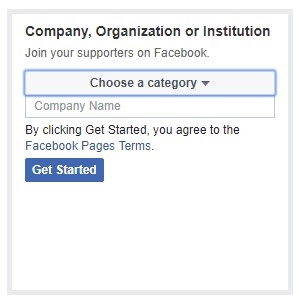 Company, Organization or Institution
Join your supporters on Facebook.
Choose a category
Company Name
By clicking Get Started, you agree to the
Facebook Pages Terms.
Get Started